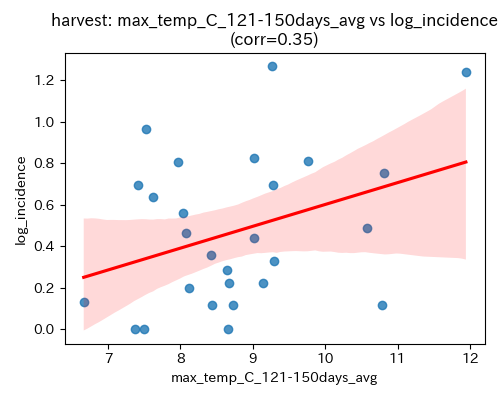 harvest: max_temp_C_121-150days_avg vs log_incidence
(corr=0.35)
1.2
1.0
0.8
0.6
0.4
0.2
0.0
log_incidence
7 8 9 10 11 12
max_temp_C_121-150days_avg